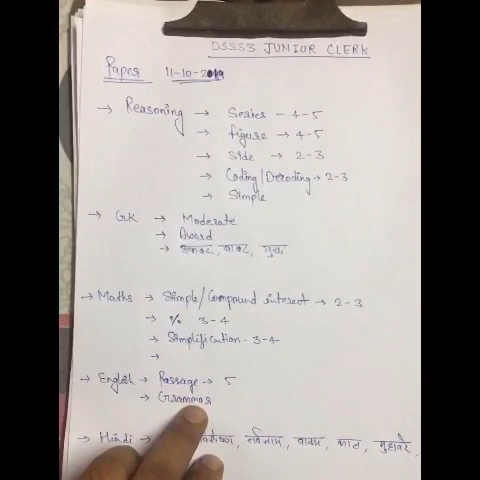 DSSSB JUNIOR CLERK
Paper 11-10-2019
→ Reasoning → Series - 4-5
→ figure → 4-5
→ Side → 2-3
→ Coding/Decoding → 2-3
→ Simple
→ GK → Moderate
→ Award
→ अकबर, बाबर,
→ Maths → Simple/Compound interest → 2-3
→ % 3-4
→ Simplification - 3-4
→
→ English → Passage → 5
→ Grammar
→ Hindi सर्वनाम, वाक्य, काल, मुहावरे,